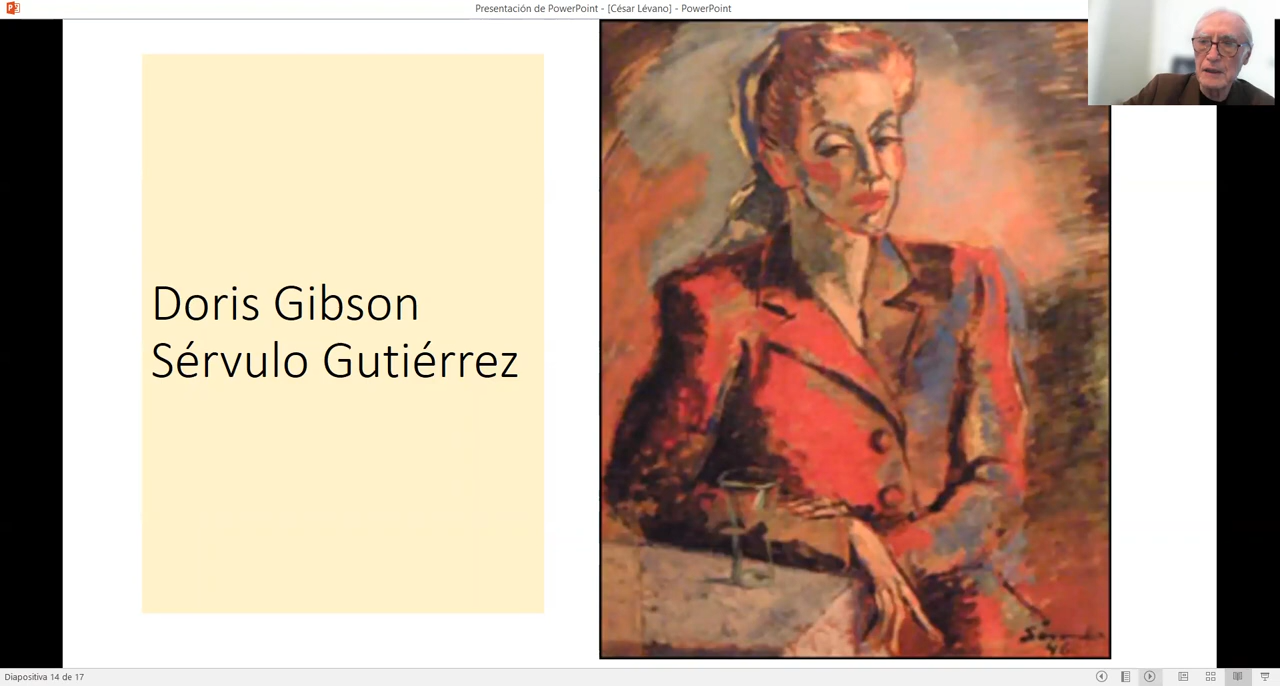 Presentación de PowerPoint - [César Lévano] - PowerPoint
Doris Gibson
Sérvulo Gutiérrez
Diapositiva 14 de 17